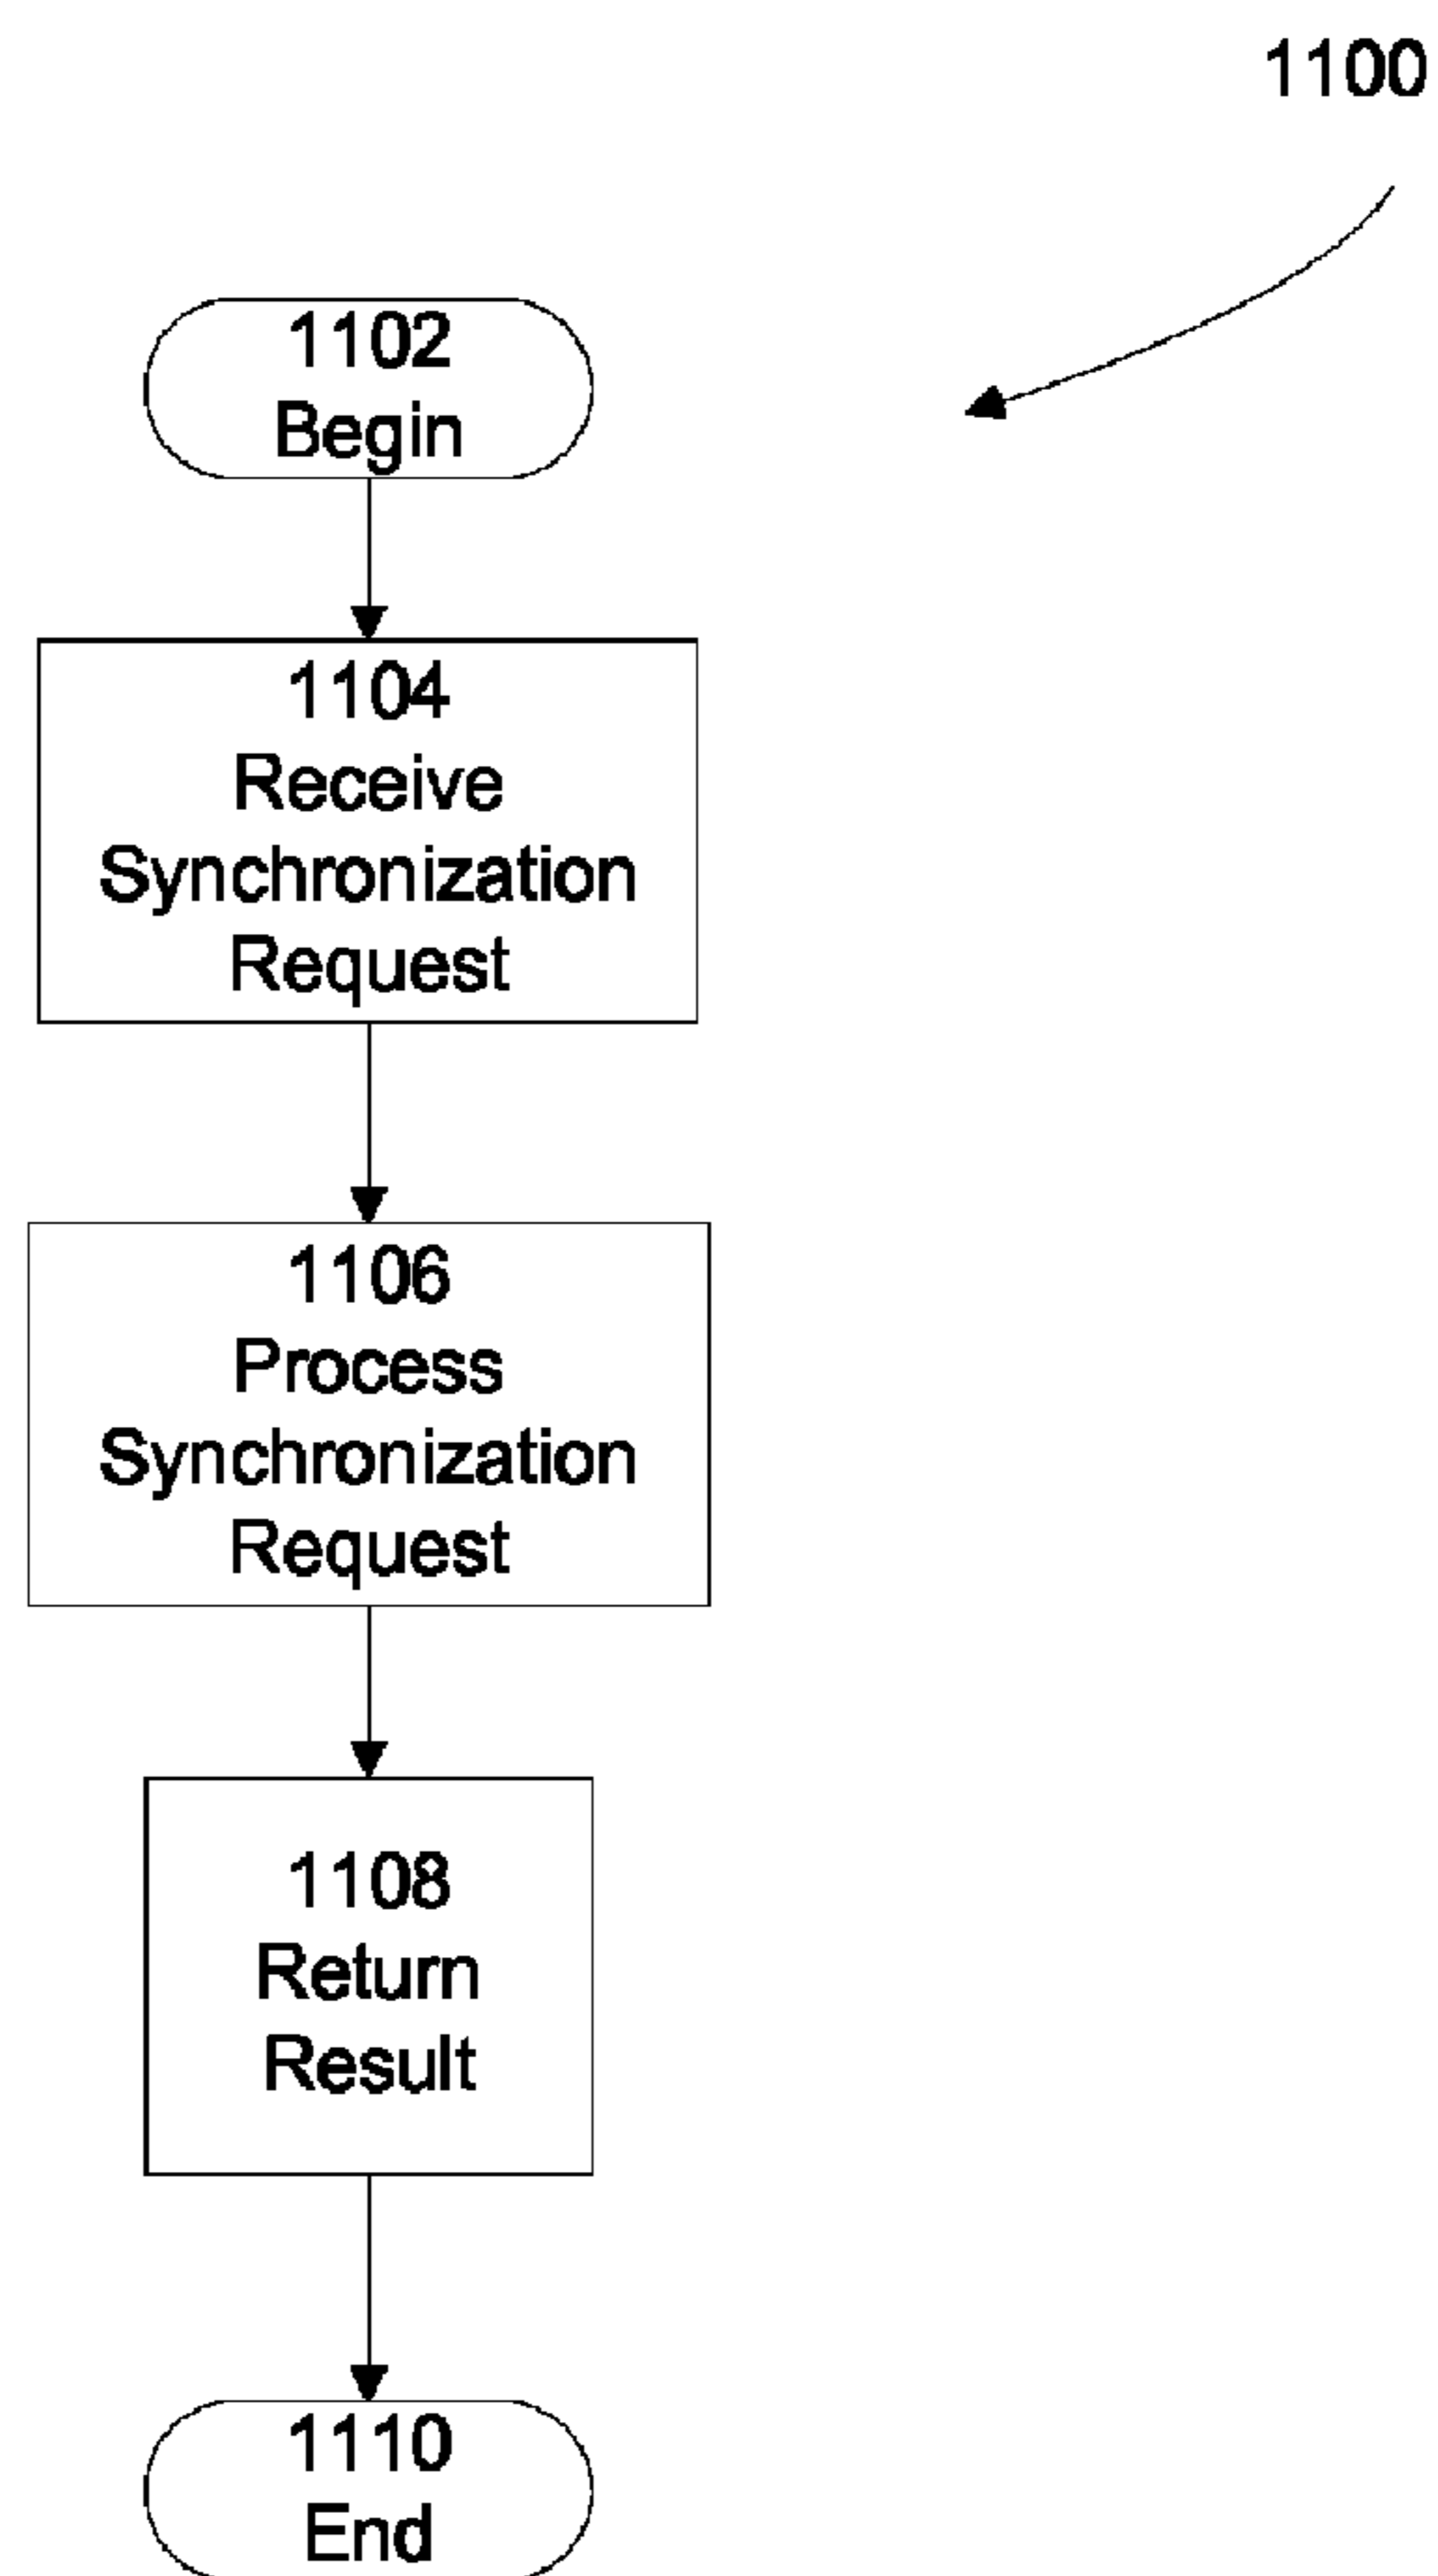 1100
1102
Begin
1104
Receive
Synchronization
Request
1106
Process
Synchronization
Request
1108
Return
Result
1110
End